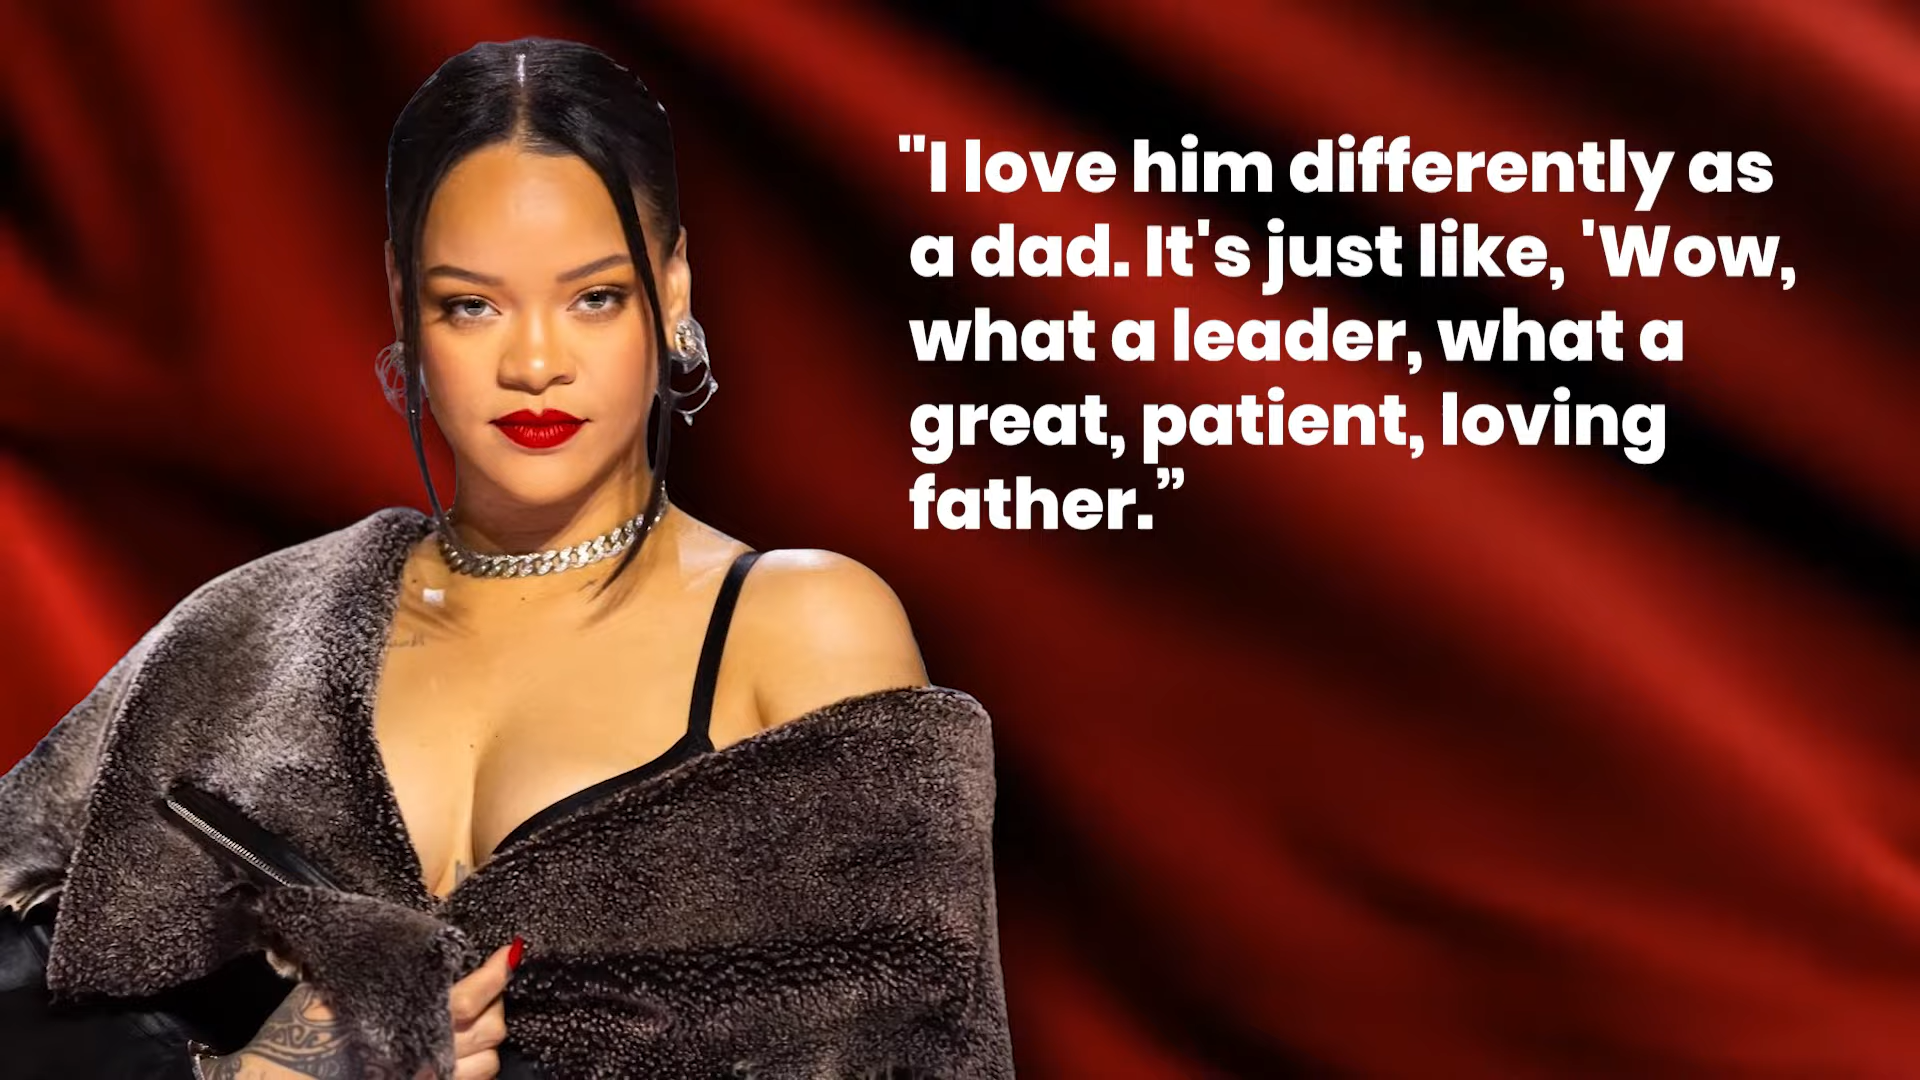 "I love him differently as
a dad. It's just like, 'Wow,
what a leader, what a
great, patient, loving
father.”